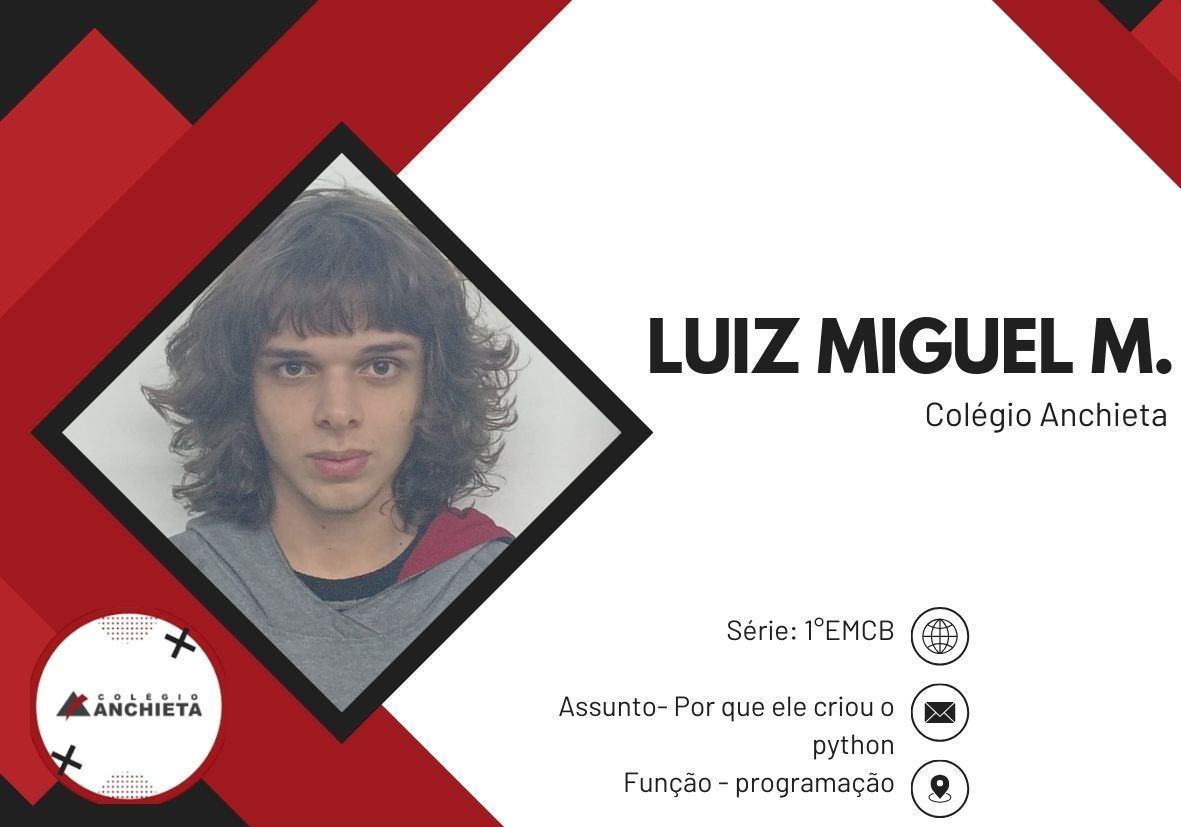 LUIZ MIGUEL M.
Colégio Anchieta
Série: 1°EMCB
Assunto- Por que ele criou o
python
Função - programação
COLÉGIO
ANCHIETA